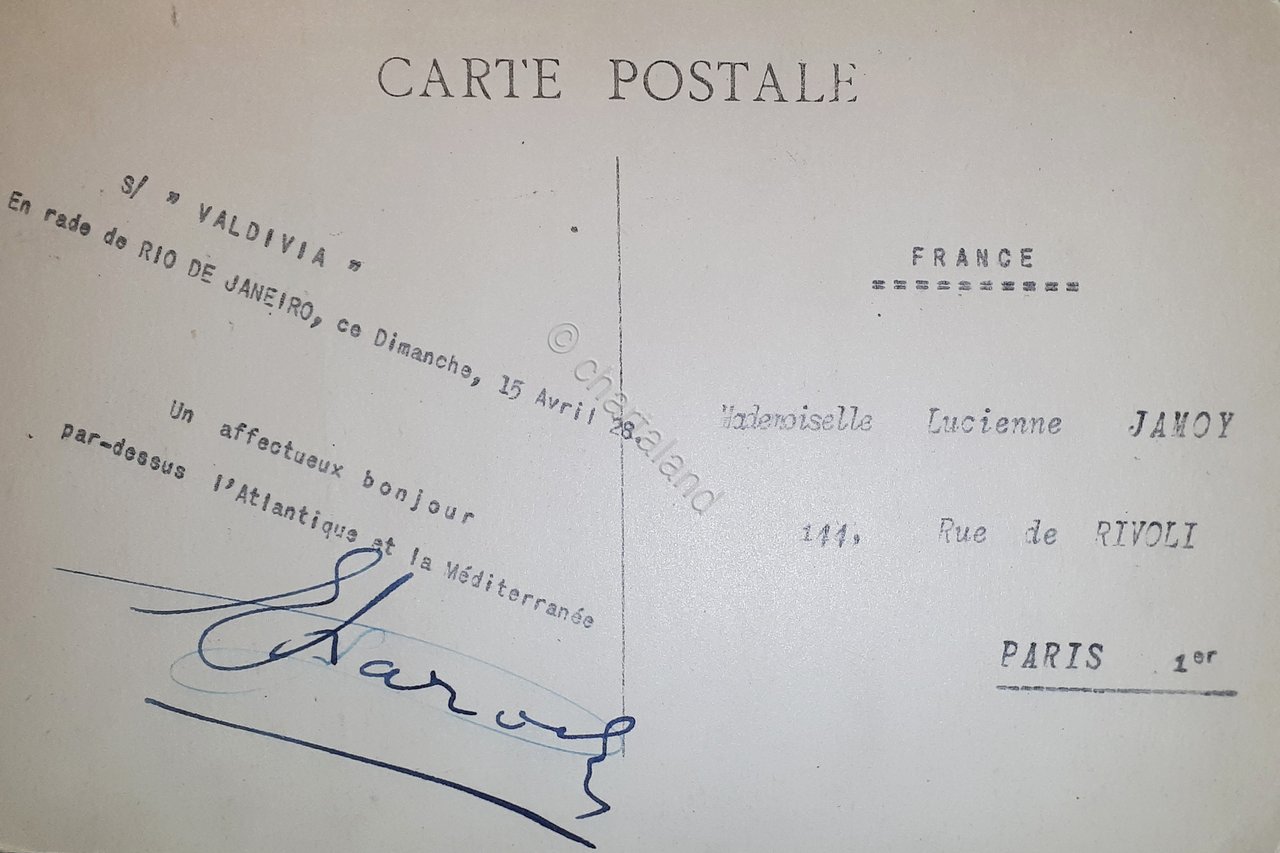 CARTE POSTALE
S/ " VALDIVIA "
En rade de RIO DE JANEIRO, ce Dimanche, 15 Avril 28.
Un affectueux bonjour
par-dessus l'Atlantique et la Méditerranée
FRANCE
==========
Mademoiselle Lucienne JAMOY
144, Rue de RIVOLI
PARIS 1er
© chartaland